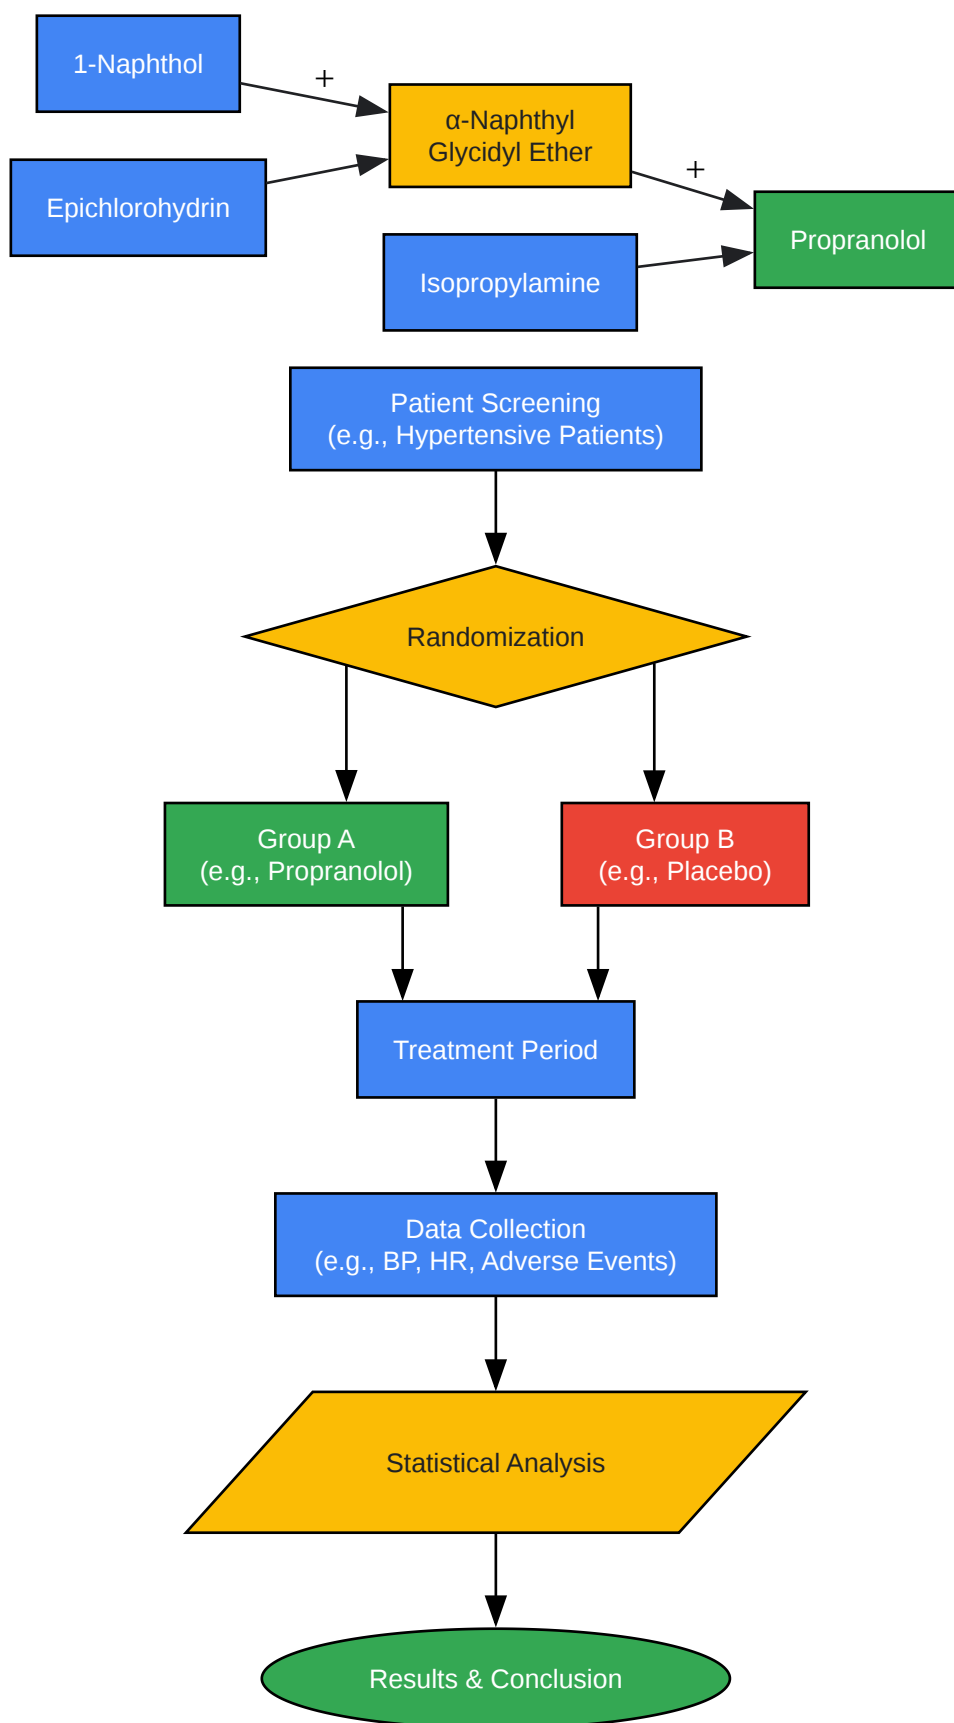 1-Naphthol
+
α-Naphthyl
Glycidyl Ether
Epichlorohydrin
+
Propranolol
Isopropylamine
Patient Screening
(e.g., Hypertensive Patients)
Randomization
Group A
(e.g., Propranolol)
Group B
(e.g., Placebo)
Treatment Period
Data Collection
(e.g., BP, HR, Adverse Events)
Statistical Analysis
Results & Conclusion